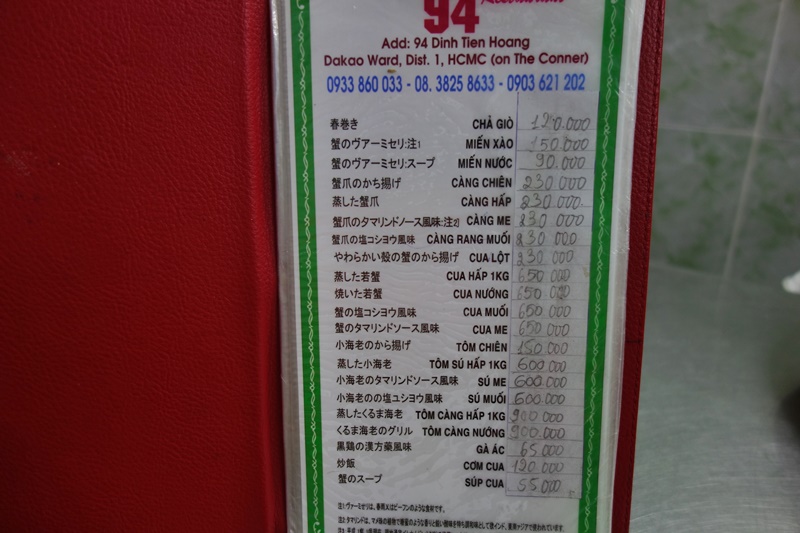 94 Restaurant
Add: 94 Dinh Tien Hoang
Dakao Ward, Dist. 1, HCMC (on The Conner)
0933 860 033 - 08. 3825 8633 - 0903 621 202
春巻き CHẢ GIÒ 120.000
蟹のヴァーミセリ:注1 MIẾN XÀO 150.000
蟹のヴァーミセリ:スープ MIẾN NƯỚC 90.000
蟹爪のかち揚げ CÀNG CHIÊN 230.000
蒸した蟹爪 CÀNG HẤP 230.000
蟹爪のタマリンドノース風味:注2) CÀNG ME 230.000
蟹爪の塩コシヨウ風味 CÀNG RANG MUỐI 230.000
やわらかい殻の蟹のから揚げ CUA LỘT 230.000
蒸した若蟹 CUA HẤP 1KG 650.000
焼いた若蟹 CUA NƯỚNG 650.000
蟹の塩コシヨウ風味 CUA MUỐI 650.000
蟹のタマリンドソース風味 CUA ME 650.000
小海老のから揚げ TÔM CHIÊN 150.000
蒸した小海老 TÔM SÚ HẤP 1KG 600.000
小海老のタマリンドソース風味 SÚ ME 600.000
小海老のの塩ユシヨウ風味 SÚ MUỐI 600.000
蒸したくるま海老 TÔM CÀNG HẤP 1KG 900.000
くるま海老のグリル TÔM CÀNG NƯỚNG 900.000
黒鶏の漢方薬風味 GÀ ÁC 65.000
炒飯 CƠM CUA 120.000
蟹のスープ SÚP CUA 55.000